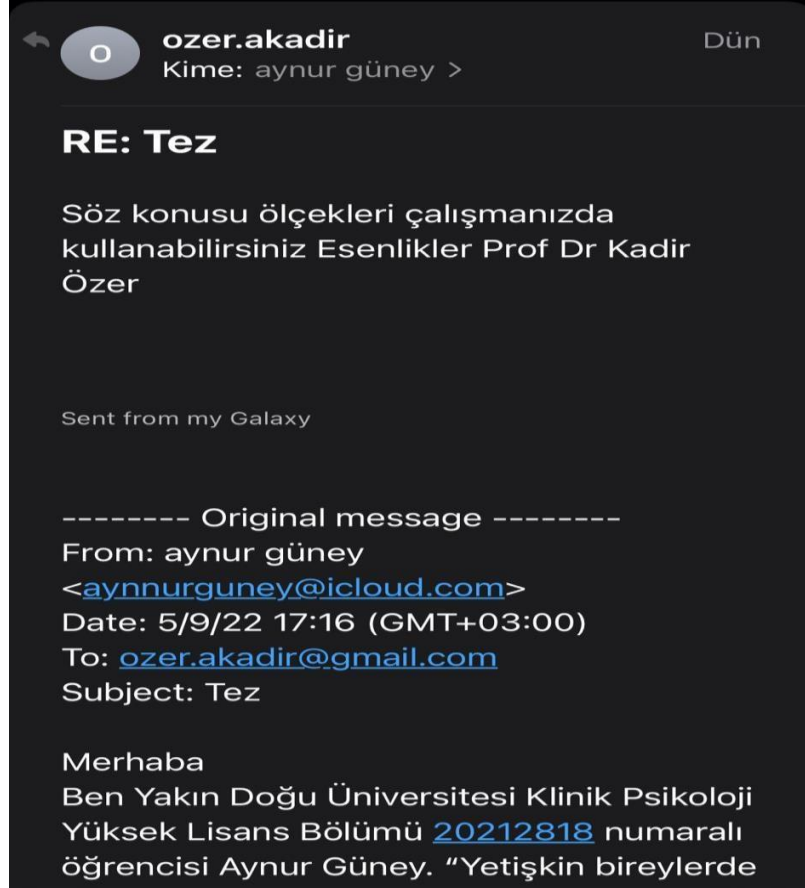 O
ozer.akadir
Dün
Kime: aynur güney >
RE: Tez
Söz konusu ölçekleri çalışmanızda
kullanabilirsiniz Esenlikler Prof Dr Kadir
Özer
Sent from my Galaxy
-------- Original message --------
From: aynur güney
<aynnurguney@icloud.com>
Date: 5/9/22 17:16 (GMT+03:00)
To: ozer.akadir@gmail.com
Subject: Tez
Merhaba
Ben Yakın Doğu Üniversitesi Klinik Psikoloji
Yüksek Lisans Bölümü 20212818 numaralı
öğrencisi Aynur Güney. “Yetişkin bireylerde